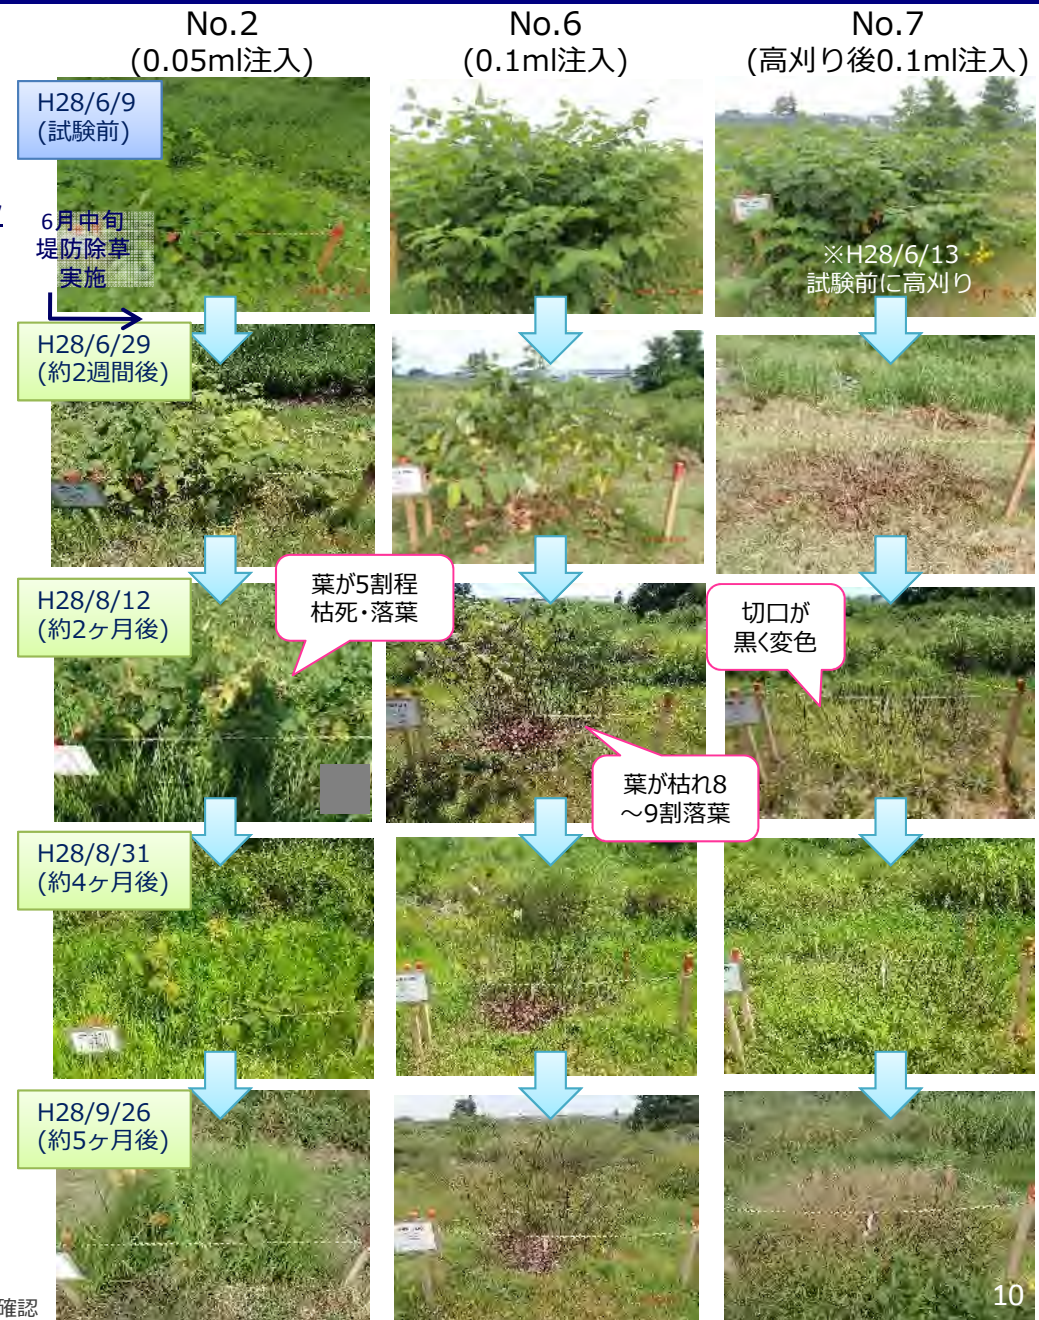 No.2
(0.05ml注入)
No.6
(0.1ml注入)
No.7
(高刈り後0.1ml注入)
H28/6/9
(試験前)
6月中旬
堤防除草
実施
※H28/6/13
試験前に高刈り
H28/6/29
(約2週間後)
H28/8/12
(約2ヶ月後)
葉が5割程
枯死・落葉
葉が枯れ8
～9割落葉
切口が
黒く変色
H28/8/31
(約4ヶ月後)
H28/9/26
(約5ヶ月後)
確認
10